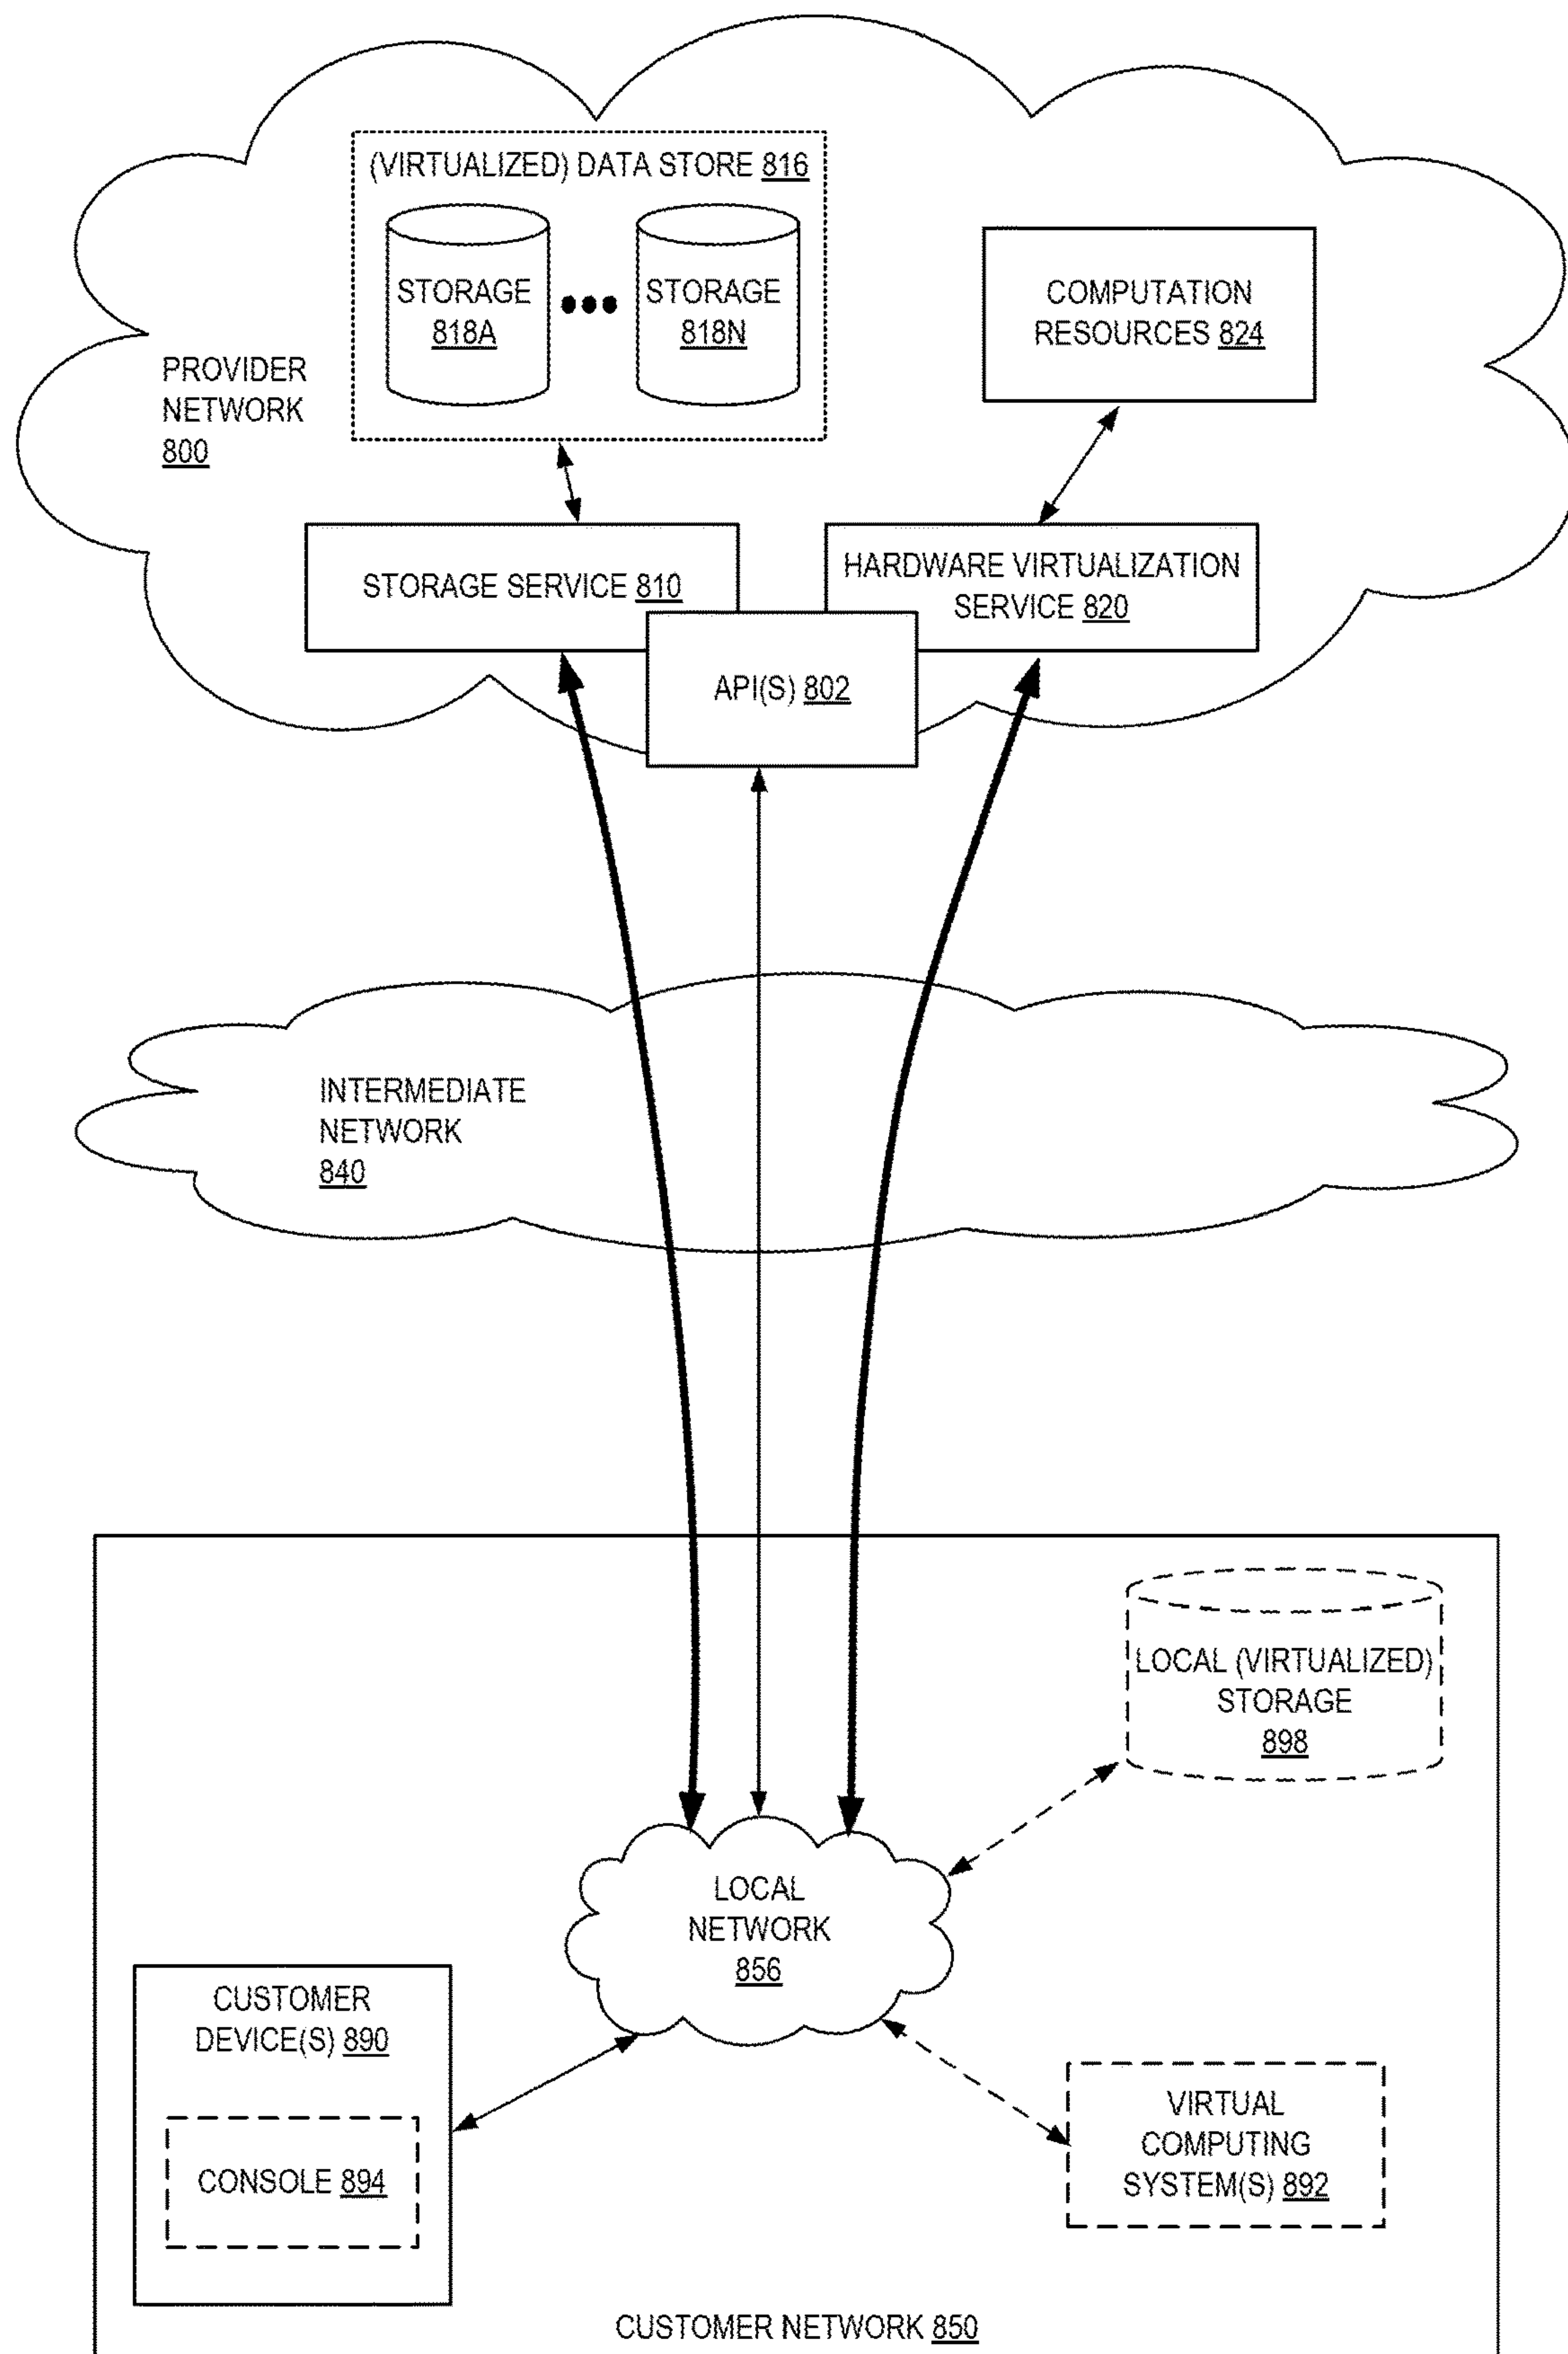 (VIRTUALIZED) DATA STORE 816
STORAGE
818A
STORAGE
818N
COMPUTATION
RESOURCES 824
PROVIDER
NETWORK
800
STORAGE SERVICE 810
HARDWARE VIRTUALIZATION
SERVICE 820
API(S) 802
INTERMEDIATE
NETWORK
840
LOCAL (VIRTUALIZED)
STORAGE
898
LOCAL
NETWORK
856
CUSTOMER
DEVICE(S) 890
CONSOLE 894
VIRTUAL
COMPUTING
SYSTEM(S) 892
CUSTOMER NETWORK 850